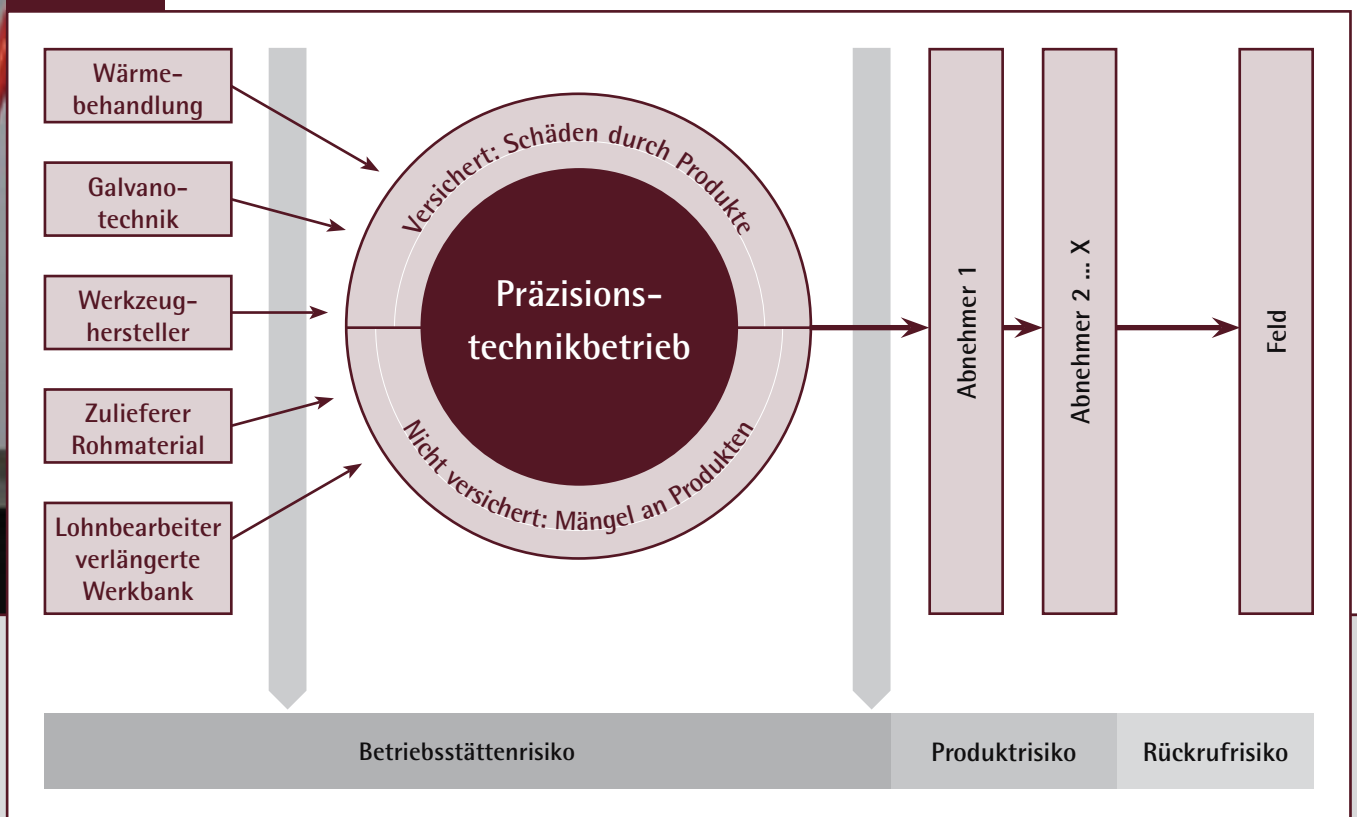 Wärme-
behandlung
Galvano-
technik
Werkzeug-
hersteller
Zulieferer
Rohmaterial
Lohnbearbeiter
verlängerte
Werkbank
Versichert: Schäden durch Produkte
Präzisions-
technikbetrieb
Nicht versichert: Mängel an Produkten
Abnehmer 1
Abnehmer 2 ... X
Feld
Betriebsstättenrisiko
Produktrisiko
Rückrufrisiko